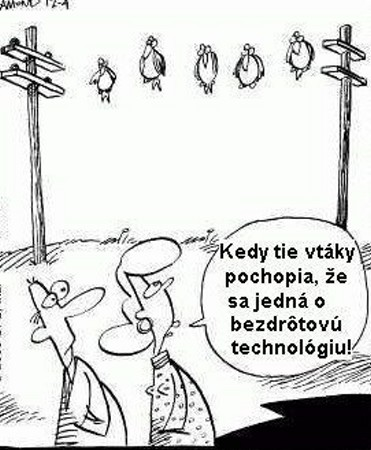 Kedy tie vtáky
pochopia, že
sa jedná o
bezdrôtovú
technológiu!